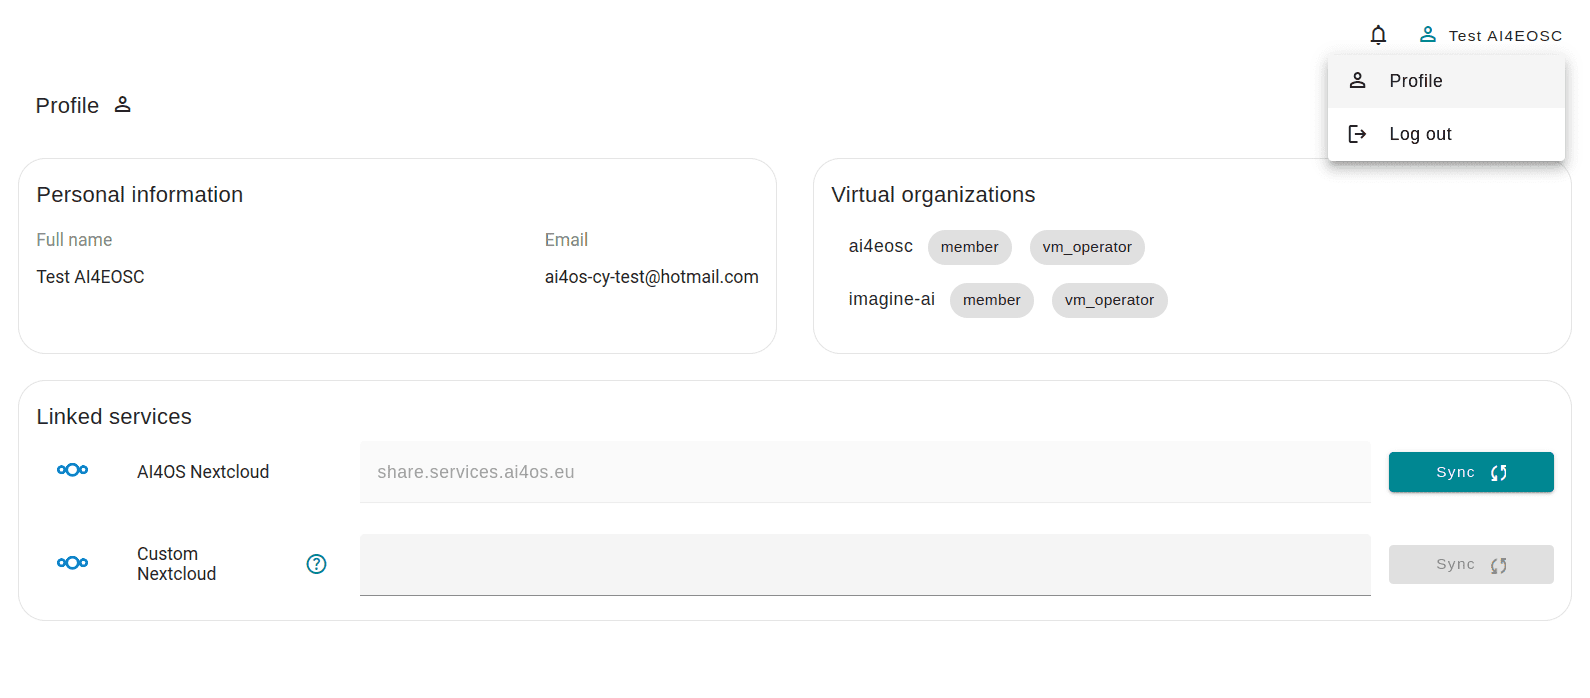 Test AI4EOSC
Profile
Log out
Profile
Personal information
Full name
Email
Test AI4EOSC
ai4os-cy-test@hotmail.com
Virtual organizations
ai4eosc member vm_operator
imagine-ai member vm_operator
Linked services
AI4OS Nextcloud
share.services.ai4os.eu
Sync
Custom
Nextcloud
?
Sync